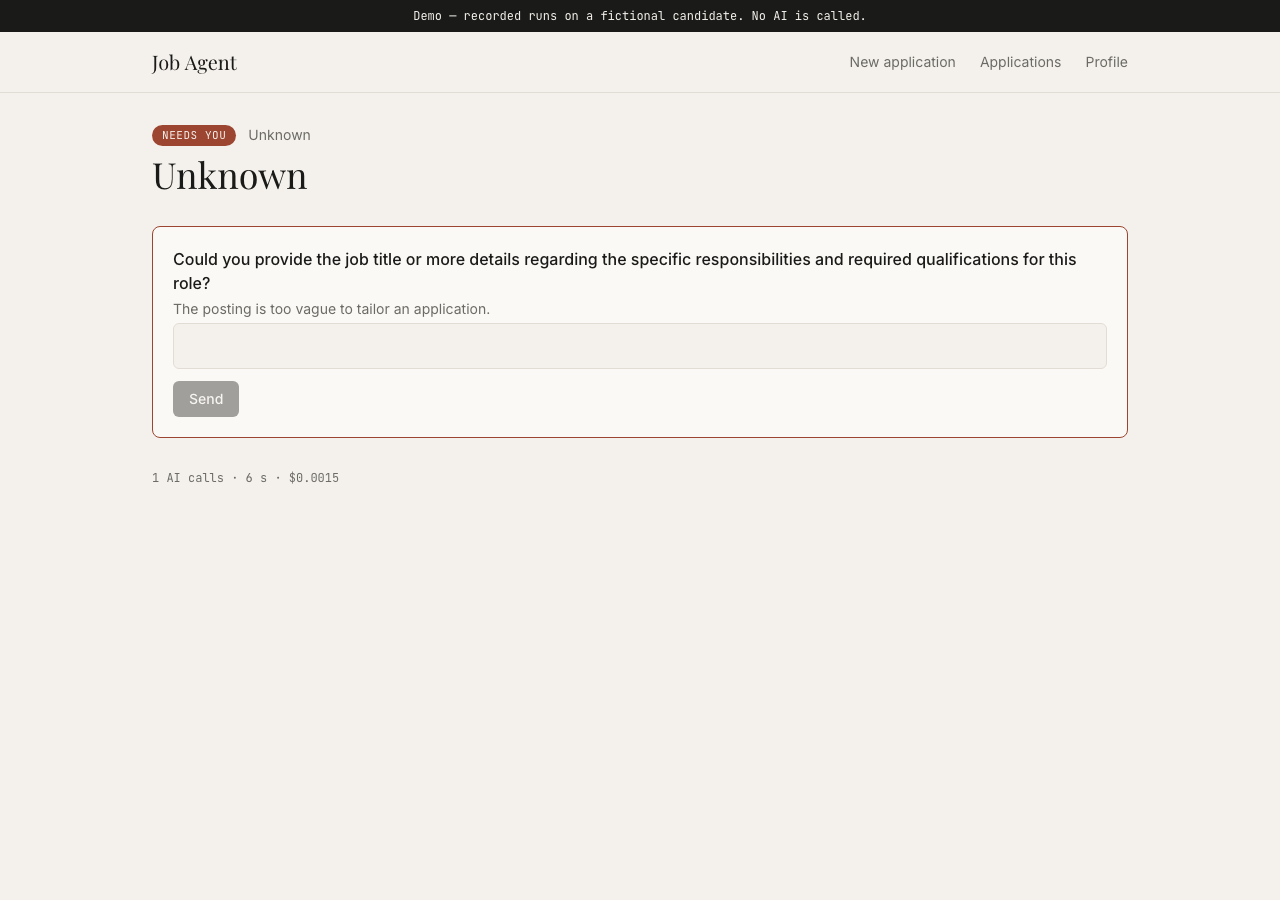 Demo — recorded runs on a fictional candidate. No AI is called.
Job Agent
New application
Applications
Profile
NEEDS YOU
Unknown
Unknown
Could you provide the job title or more details regarding the specific responsibilities and required qualifications for this
role?
The posting is too vague to tailor an application.
Send
1 AI calls · 6 s · $0.0015